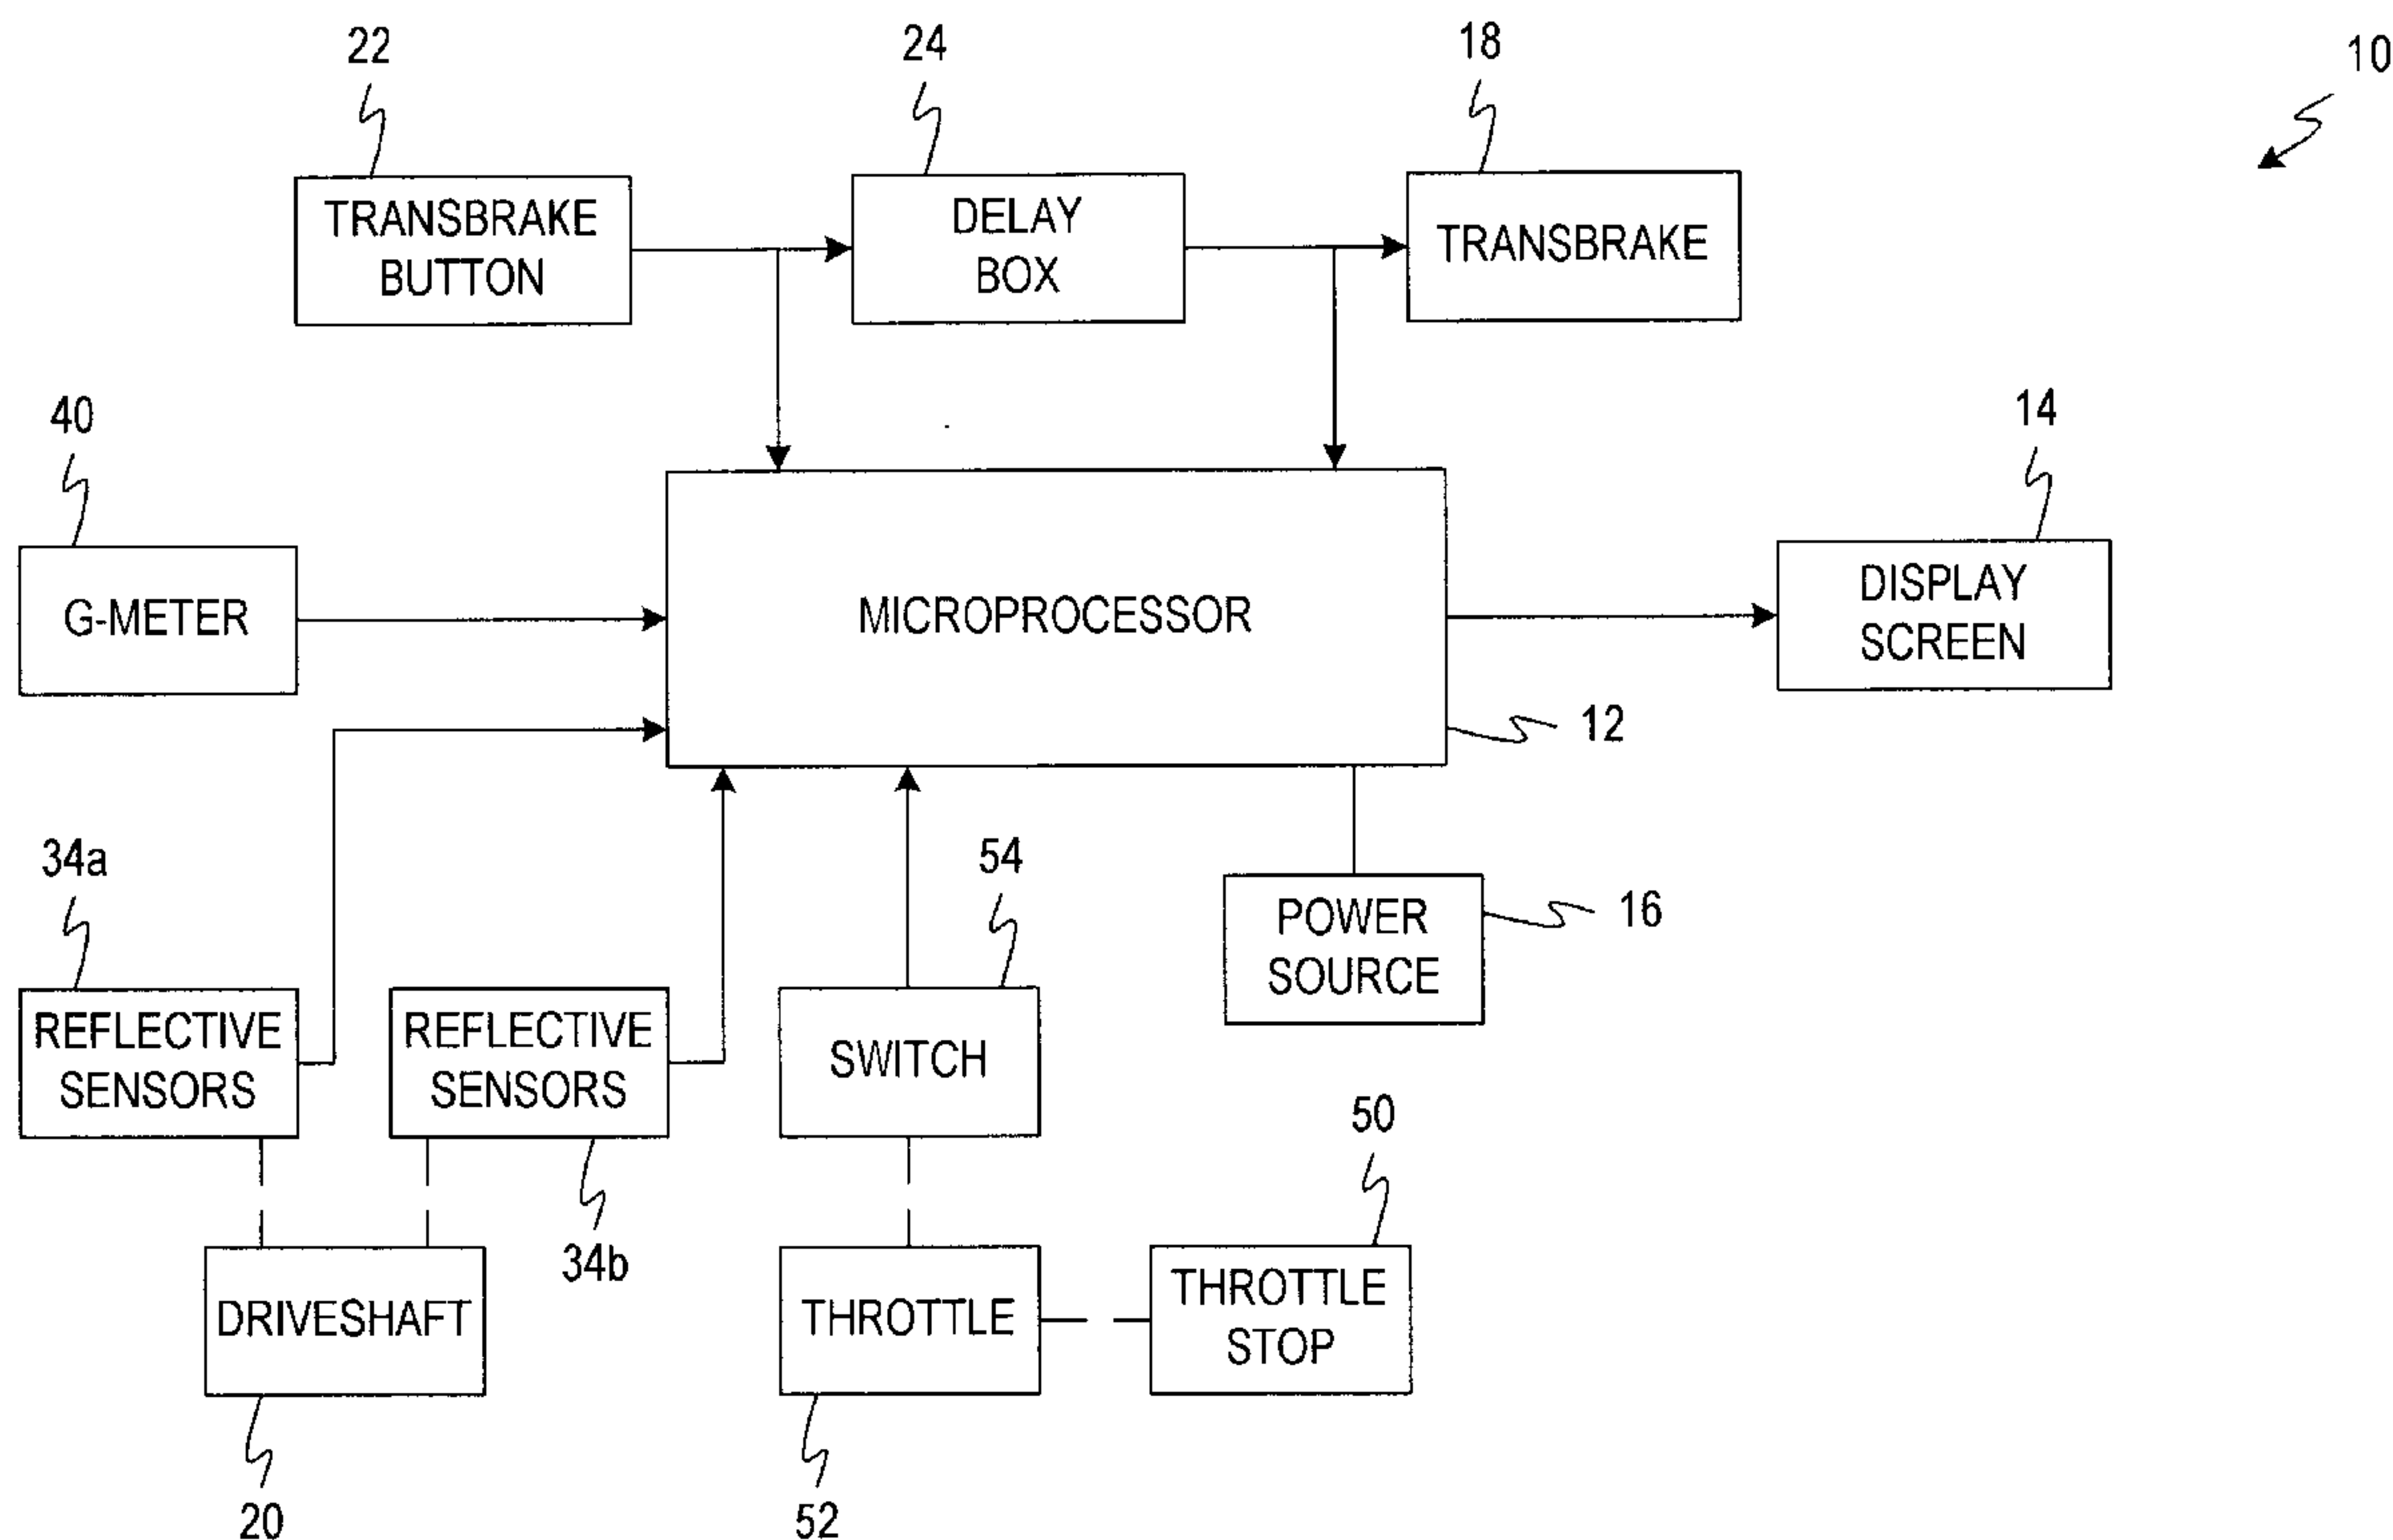 22
24
18
10
TRANSBRAKE
BUTTON
DELAY
BOX
TRANSBRAKE
40
14
G-METER
MICROPROCESSOR
DISPLAY
SCREEN
12
34a
54
POWER
SOURCE
16
REFLECTIVE
SENSORS
REFLECTIVE
SENSORS
SWITCH
50
34b
DRIVESHAFT
THROTTLE
THROTTLE
STOP
20
52